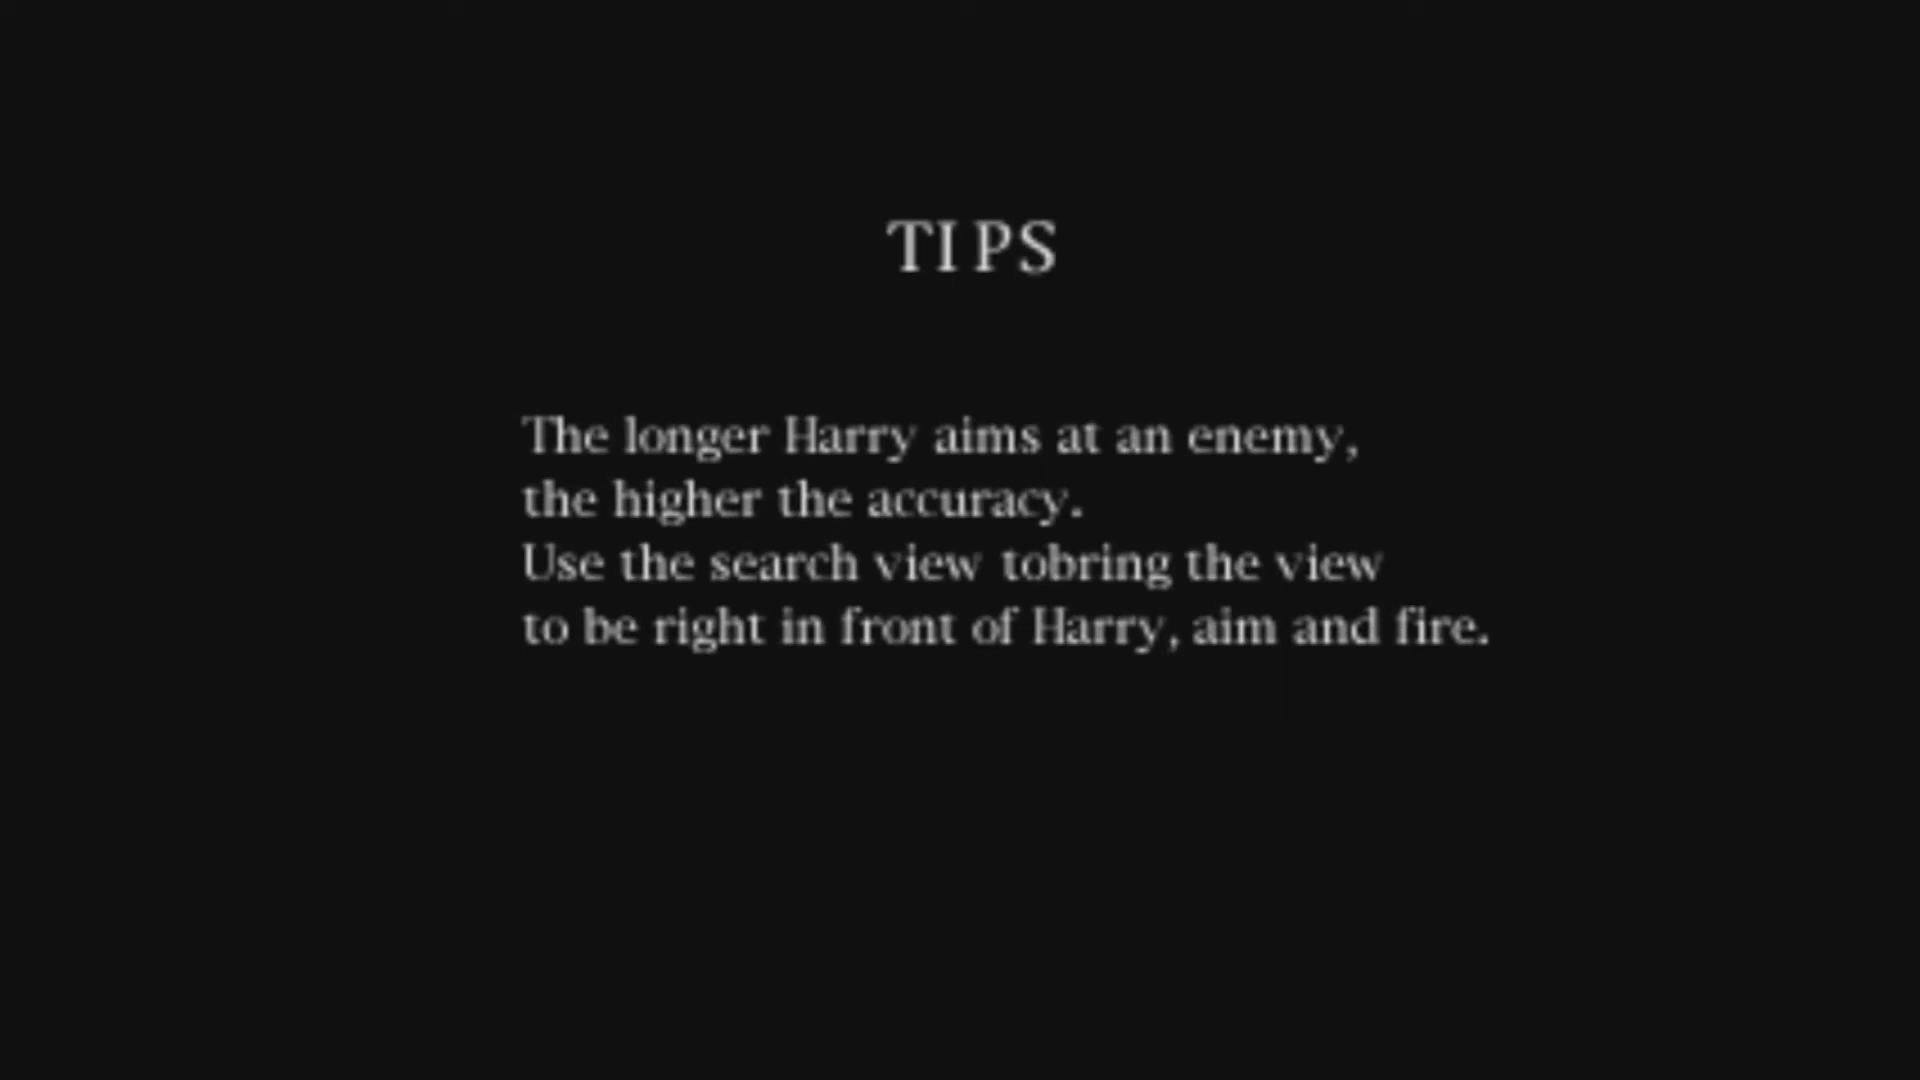 TIPS
The longer Harry aims at an enemy,
the higher the accuracy.
Use the search view tobring the view
to be right in front of Harry, aim and fire.